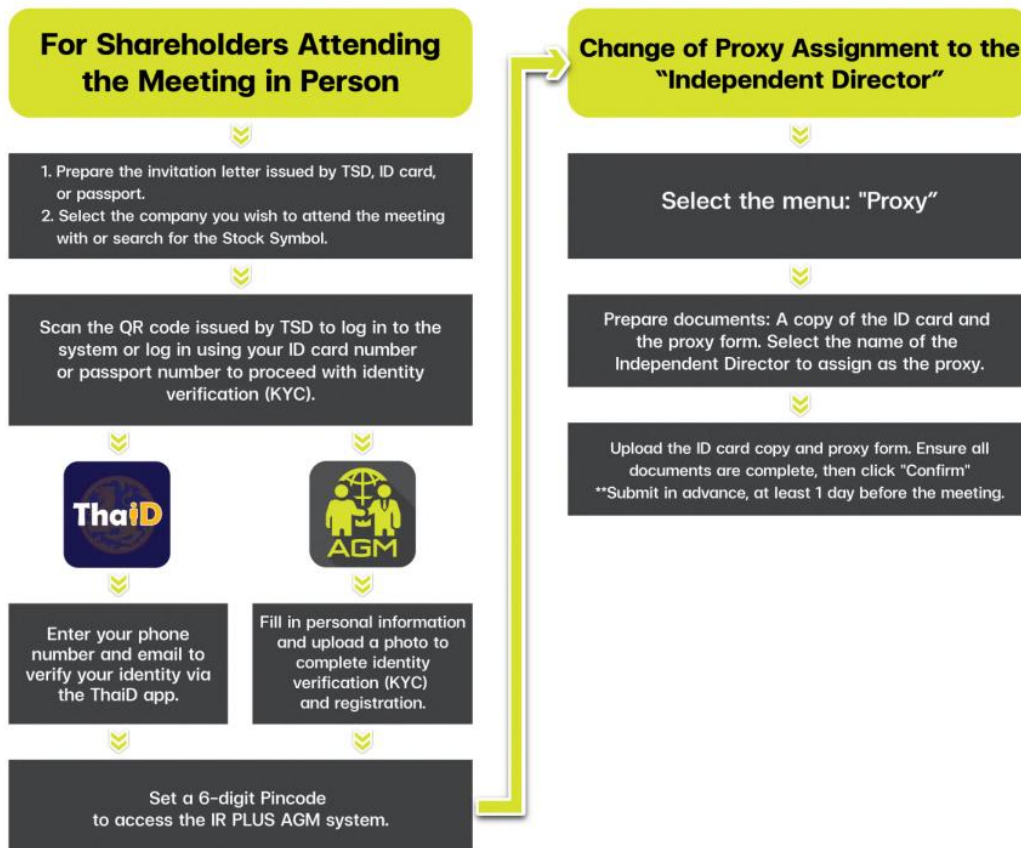 For Shareholders Attending
the Meeting in Person
1. Prepare the invitation letter issued by TSD, ID card,
or passport.
2. Select the company you wish to attend the meeting
with or search for the Stock Symbol.
Scan the QR code issued by TSD to log in to the
system or log in using your ID card number
or passport number to proceed with identity
verification (KYC).
ThaiD
Enter your phone
number and email to
verify your identity via
the ThaiD app.
AGM
Fill in personal information
and upload a photo to
complete identity
verification (KYC)
and registration.
Set a 6-digit Pincode
to access the IR PLUS AGM system.
Change of Proxy Assignment to the
“Independent Director”
Select the menu: "Proxy”
Prepare documents: A copy of the ID card and
the proxy form. Select the name of the
Independent Director to assign as the proxy.
Upload the ID card copy and proxy form. Ensure all
documents are complete, then click "Confirm"
**Submit in advance, at least 1 day before the meeting.